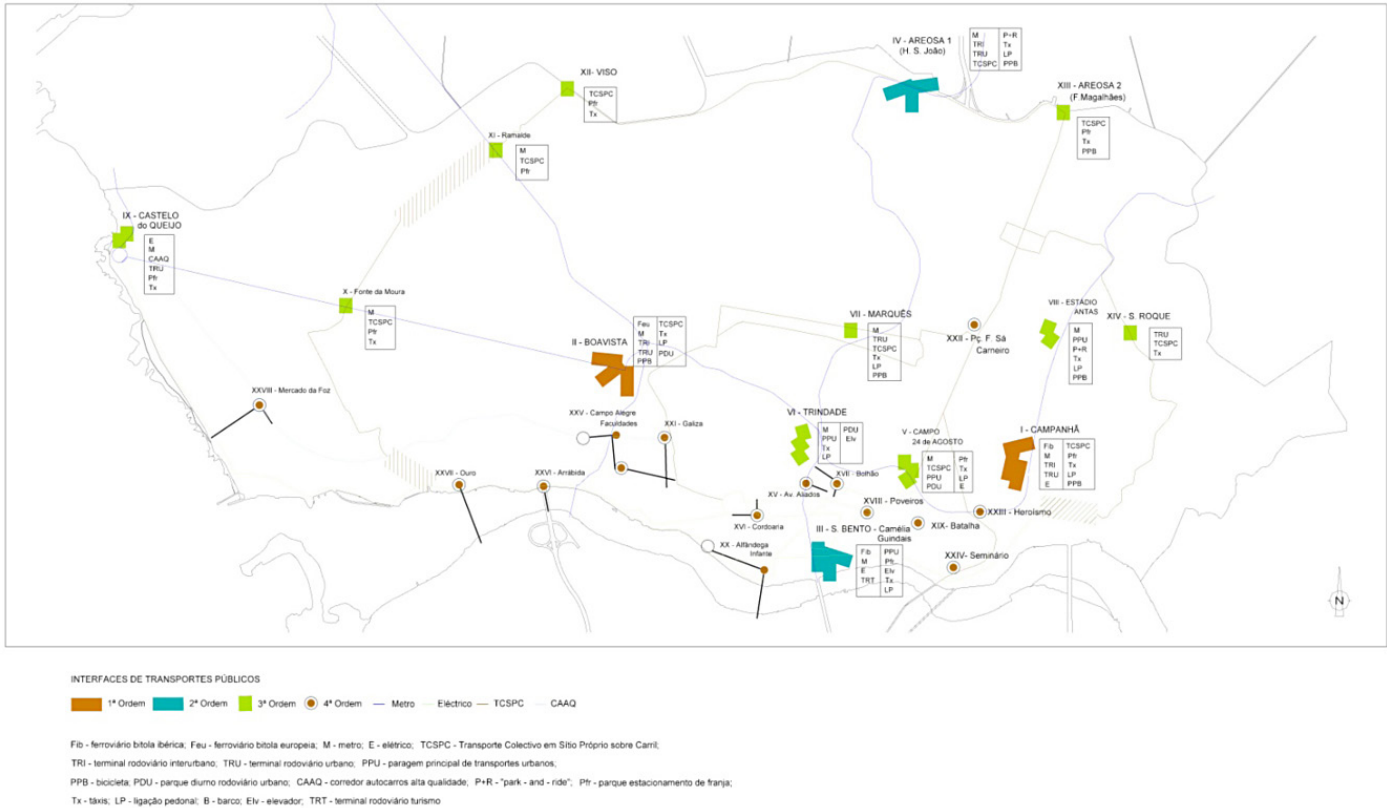 IV - AREOSA 1
(H. S. João)
M P+R
TRI Tx
TRU LP
TCSPC PPB
XII- VISO
TCSPC
Pfr
Tx
XIII - AREOSA 2
(F.Magalhães)
TCSPC
Pfr
Tx
PPB
XI - Ramalde
M
TCSPC
Pfr
IX - CASTELO
do QUEIJO
E
M
CAAQ
TRU
Pfr
Tx
X - Fonte da Moura
M
TCSPC
Pfr
Tx
II - BOAVISTA
Feu TCSPC
M Tx
TRI LP
TRU PDU
PPB
VII - MARQUÊS
M
TRU
TCSPC
Tx
LP
PPB
XXII - Pç. F. Sá
Carneiro
VIII - ESTÁDIO
ANTAS
M
PPU
P+R
Tx
LP
PPB
XIV - S. ROQUE
TRU
TCSPC
Tx
XXVIII - Mercado da Foz
XXV - Campo Alegre
Faculdades
XXI - Galiza
VI - TRINDADE
M PDU
PPU Elv
Tx
LP
V - CAMPO
24 de AGOSTO
M Pfr
TCSPC Tx
PPU LP
PDU E
I - CAMPANHÃ
Fib TCSPC
M Pfr
TRI Tx
TRU LP
E PPB
XXVII - Ouro
XXVI - Arrábida
XVII - Bolhão
XV - Av. Aliados
XVIII - Poveiros
XXIII - Heroísmo
XVI - Cordoaria
III - S. BENTO - Camélia
Guindais
XIX- Batalha
XX - Alfândega
Infante
Fib PPU
M Pfr
E Elv
TRT Tx
LP
XXIV- Seminário
N
INTERFACES DE TRANSPORTES PÚBLICOS
1ª Ordem 2ª Ordem 3ª Ordem 4ª Ordem Metro Eléctrico TCSPC CAAQ
Fib - ferroviário bitola ibérica; Feu - ferroviário bitola europeia; M - metro; E - elétrico; TCSPC - Transporte Colectivo em Sítio Próprio sobre Carril;
TRI - terminal rodoviário interurbano; TRU - terminal rodoviário urbano; PPU - paragem principal de transportes urbanos;
PPB - bicicleta; PDU - parque diurno rodoviário urbano; CAAQ - corredor autocarros alta qualidade; P+R - "park - and - ride"; Pfr - parque estacionamento de franja;
Tx - táxis; LP - ligação pedonal; B - barco; Elv - elevador; TRT - terminal rodoviário turismo